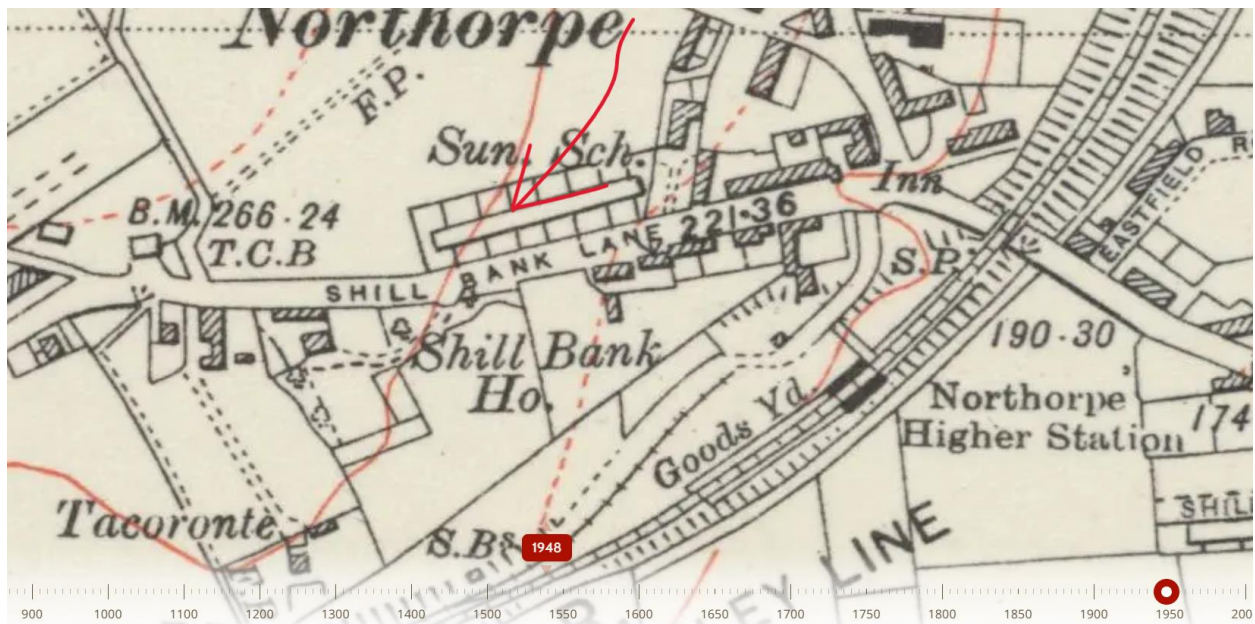 Northorpe
F.P.
Sun. Sch.
B.M. 266·24
T.C.B
Inn
SHILL BANK LANE 221·36
EASTFIELD
S.P.
190·30
Shill Bank
Ho.
Northorpe
Higher Station
174
Goods Yd.
SHILL
Tacoronte
S.Bs.
LINE
1948
900 1000 1100 1200 1300 1400 1500 1550 1600 1650 1700 1750 1800 1850 1900 1950 200